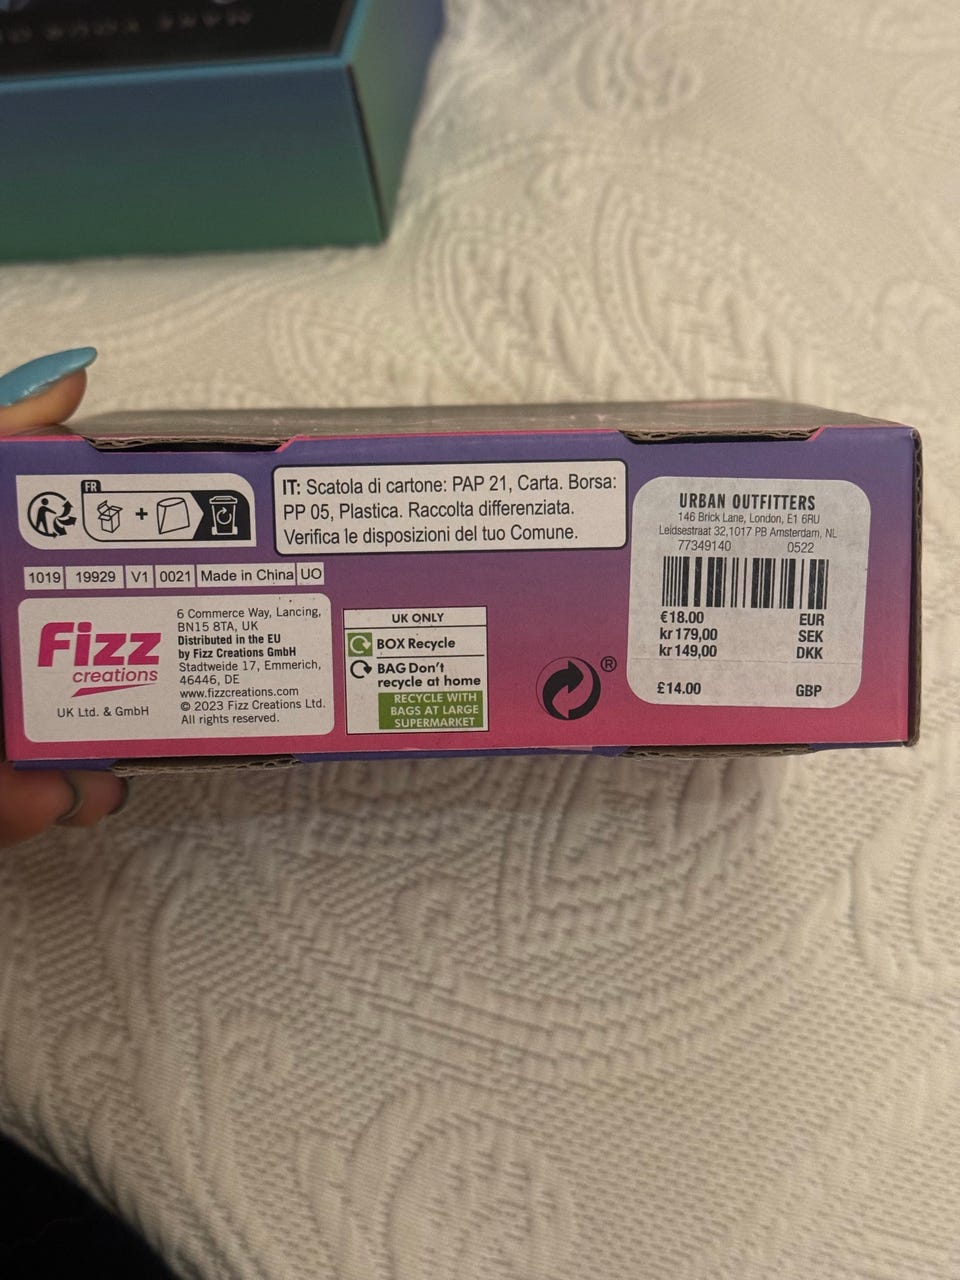 FR
+
IT: Scatola di cartone: PAP 21, Carta. Borsa:
PP 05, Plastica. Raccolta differenziata.
Verifica le disposizioni del tuo Comune.
1019 19929 V1 0021 Made in China UO
Fizz
creations
UK Ltd. & GmbH
6 Commerce Way, Lancing,
BN15 8TA, UK
Distributed in the EU
by Fizz Creations GmbH
Stadtweide 17, Emmerich,
46446, DE
www.fizzcreations.com
© 2023 Fizz Creations Ltd.
All rights reserved.
UK ONLY
BOX Recycle
BAG Don't
recycle at home
RECYCLE WITH
BAGS AT LARGE
SUPERMARKET
®
URBAN OUTFITTERS
146 Brick Lane, London, E1 6RU
Leidsestraat 32,1017 PB Amsterdam, NL
77349140 0522
€18.00 EUR
kr 179,00 SEK
kr 149,00 DKK
£14.00 GBP